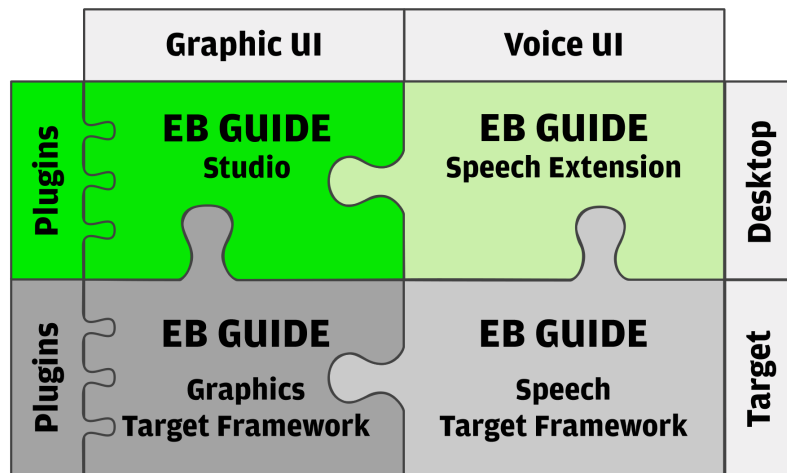 Graphic UI
Voice UI
Plugins
EB GUIDE
Studio
EB GUIDE
Speech Extension
Desktop
Plugins
EB GUIDE
Graphics
Target Framework
EB GUIDE
Speech
Target Framework
Target